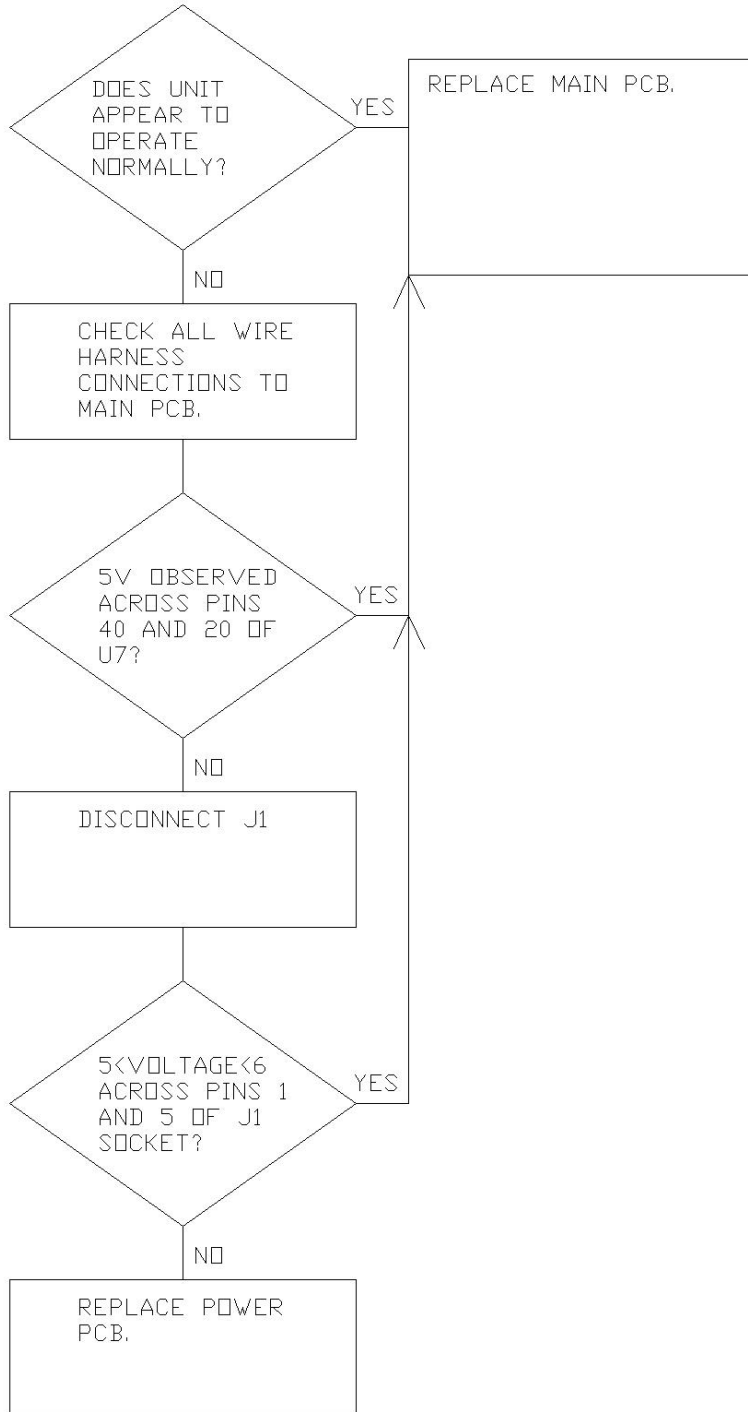 DOES UNIT
APPEAR TO
OPERATE
NORMALLY?
YES
REPLACE MAIN PCB.
NO
CHECK ALL WIRE
HARNESS
CONNECTIONS TO
MAIN PCB.
5V OBSERVED
ACROSS PINS
40 AND 20 OF
U7?
YES
NO
DISCONNECT J1
5<VOLTAGE<6
ACROSS PINS 1
AND 5 OF J1
SOCKET?
YES
NO
REPLACE POWER
PCB.